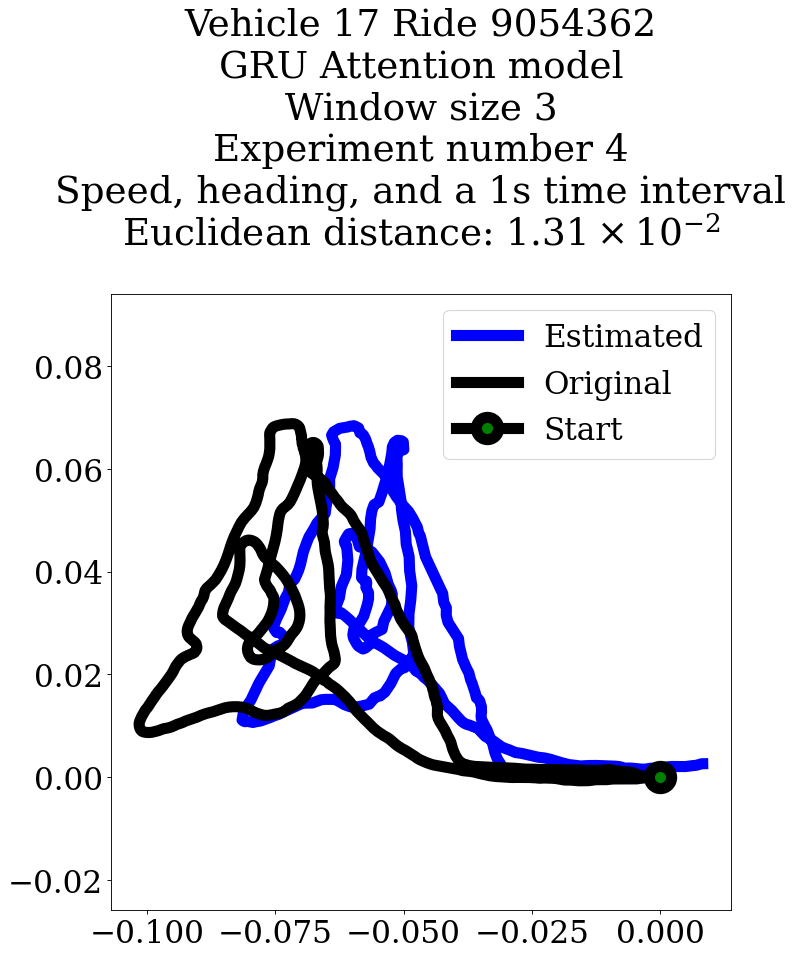 Vehicle 17 Ride 9054362
GRU Attention model
Window size 3
Experiment number 4
Speed, heading, and a 1s time interval
Euclidean distance: 1.31 × 10⁻²
Estimated
Original
Start
0.08
0.06
0.04
0.02
0.00
−0.02
−0.100 −0.075 −0.050 −0.025 0.000